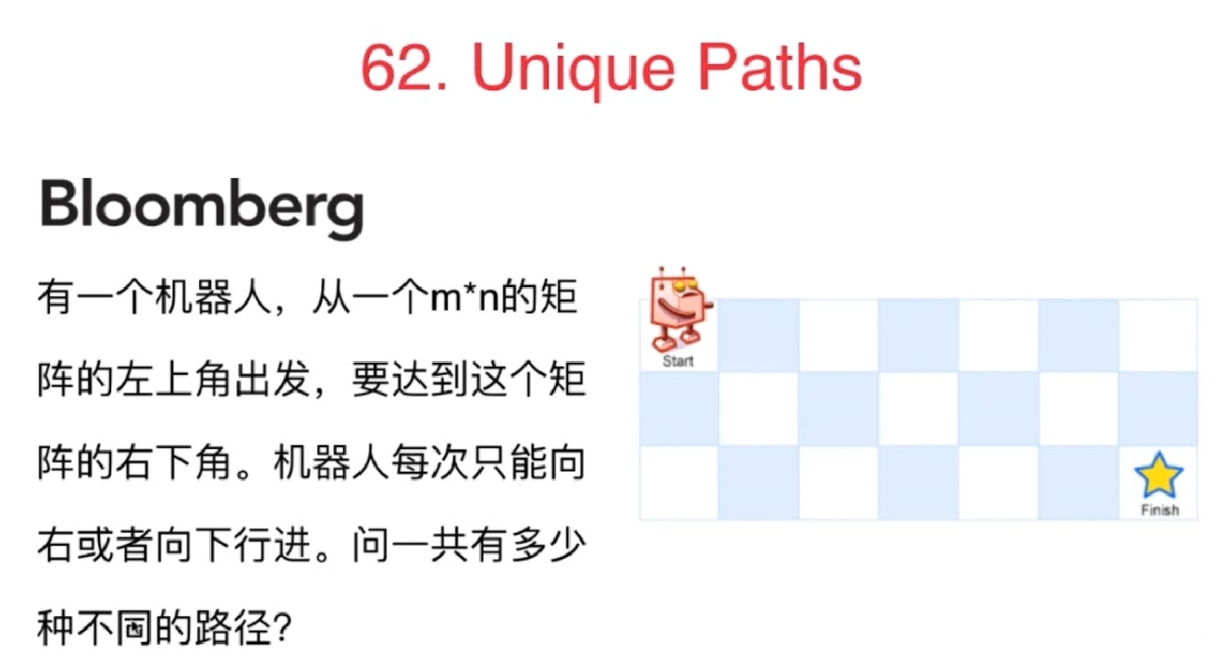 62. Unique Paths
Bloomberg
有一个机器人，从一个m*n的矩
阵的左上角出发，要达到这个矩
阵的右下角。机器人每次只能向
右或者向下行进。问一共有多少
种不同的路径？
Start
Finish